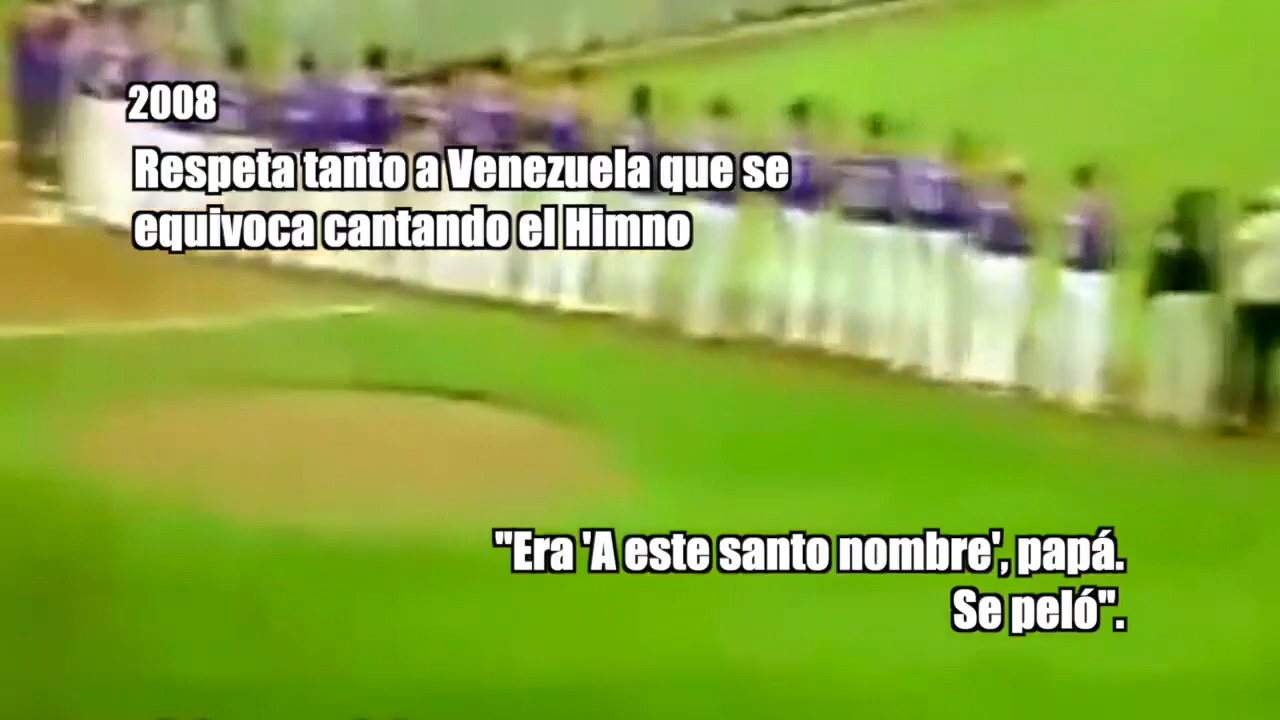 2008
Respeta tanto a Venezuela que se
equivoca cantando el Himno
"Era 'A este santo nombre', papá.
Se peló".